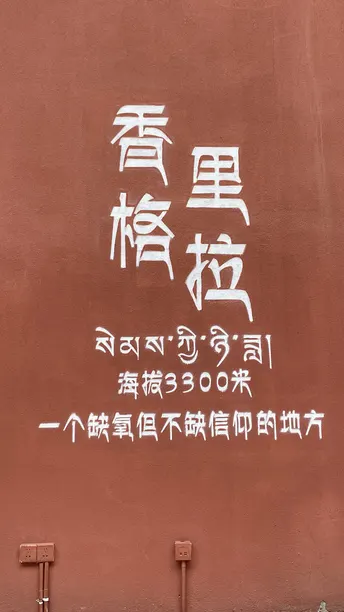 香里
格拉
སེམས་ཀྱི་ཉི་ཟླ།
海拔3300米
一个缺氧但不缺信仰的地方